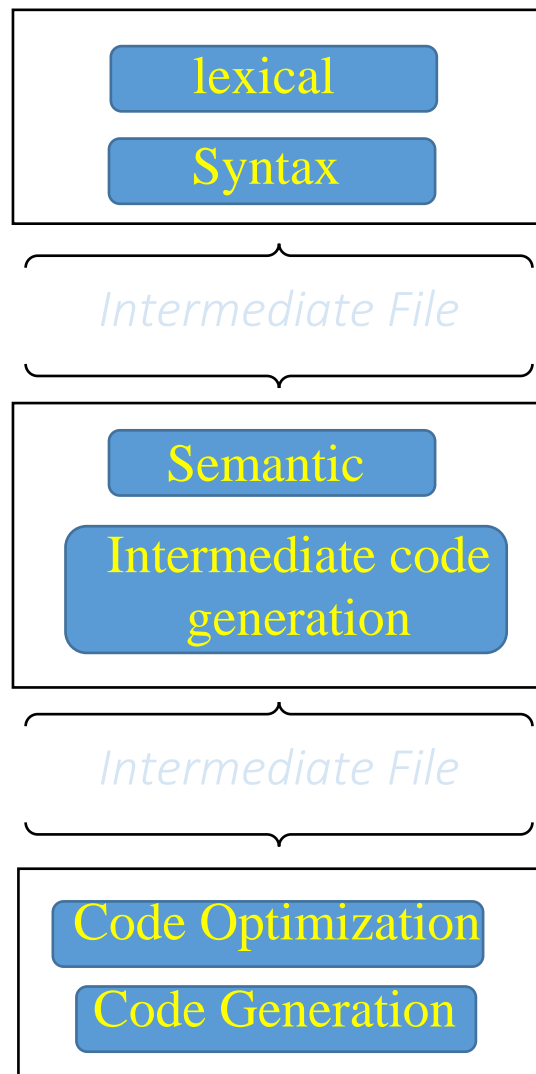 lexical
Syntax
Intermediate File
Semantic
Intermediate code
generation
Intermediate File
Code Optimization
Code Generation